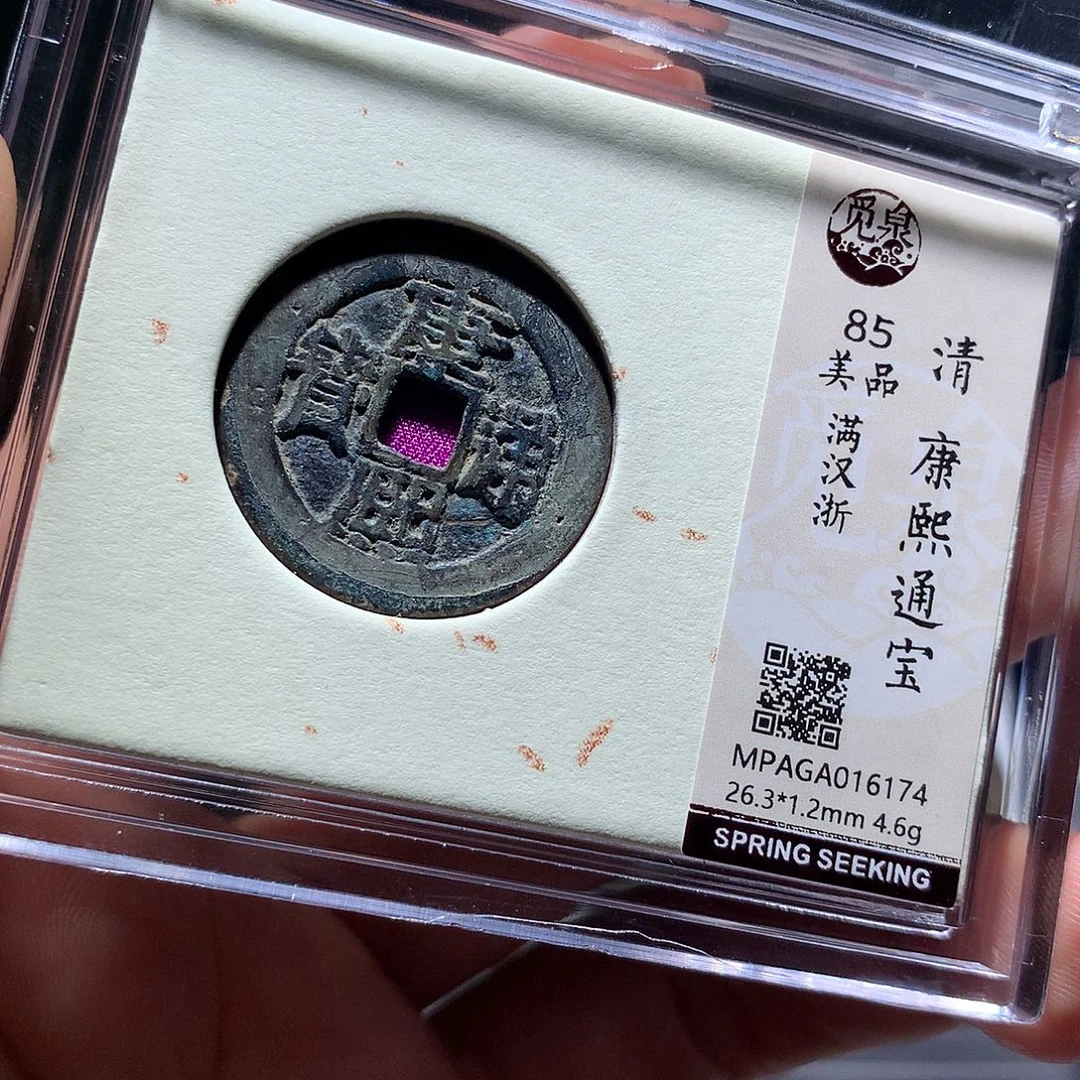 康熙通寳
觅泉
85
美品
满汉浙
清 康熙通宝
MPAGA016174
26.3*1.2mm 4.6g
SPRING SEEKING